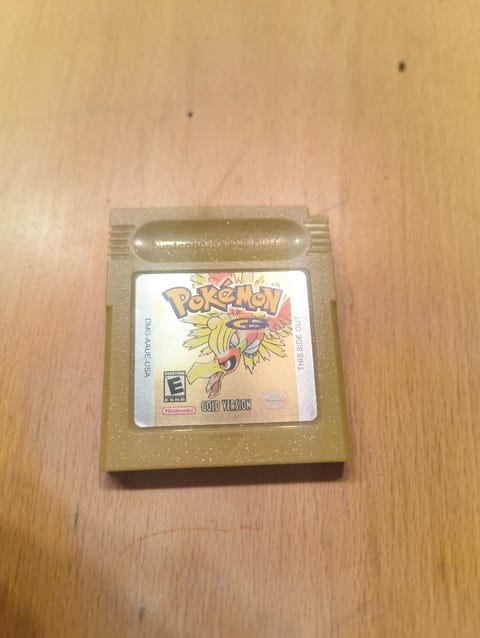 POKéMON
DMG-AAUE-USA
THIS SIDE OUT
EVERYONE
E
ESRB
Nintendo
GOLD VERSION